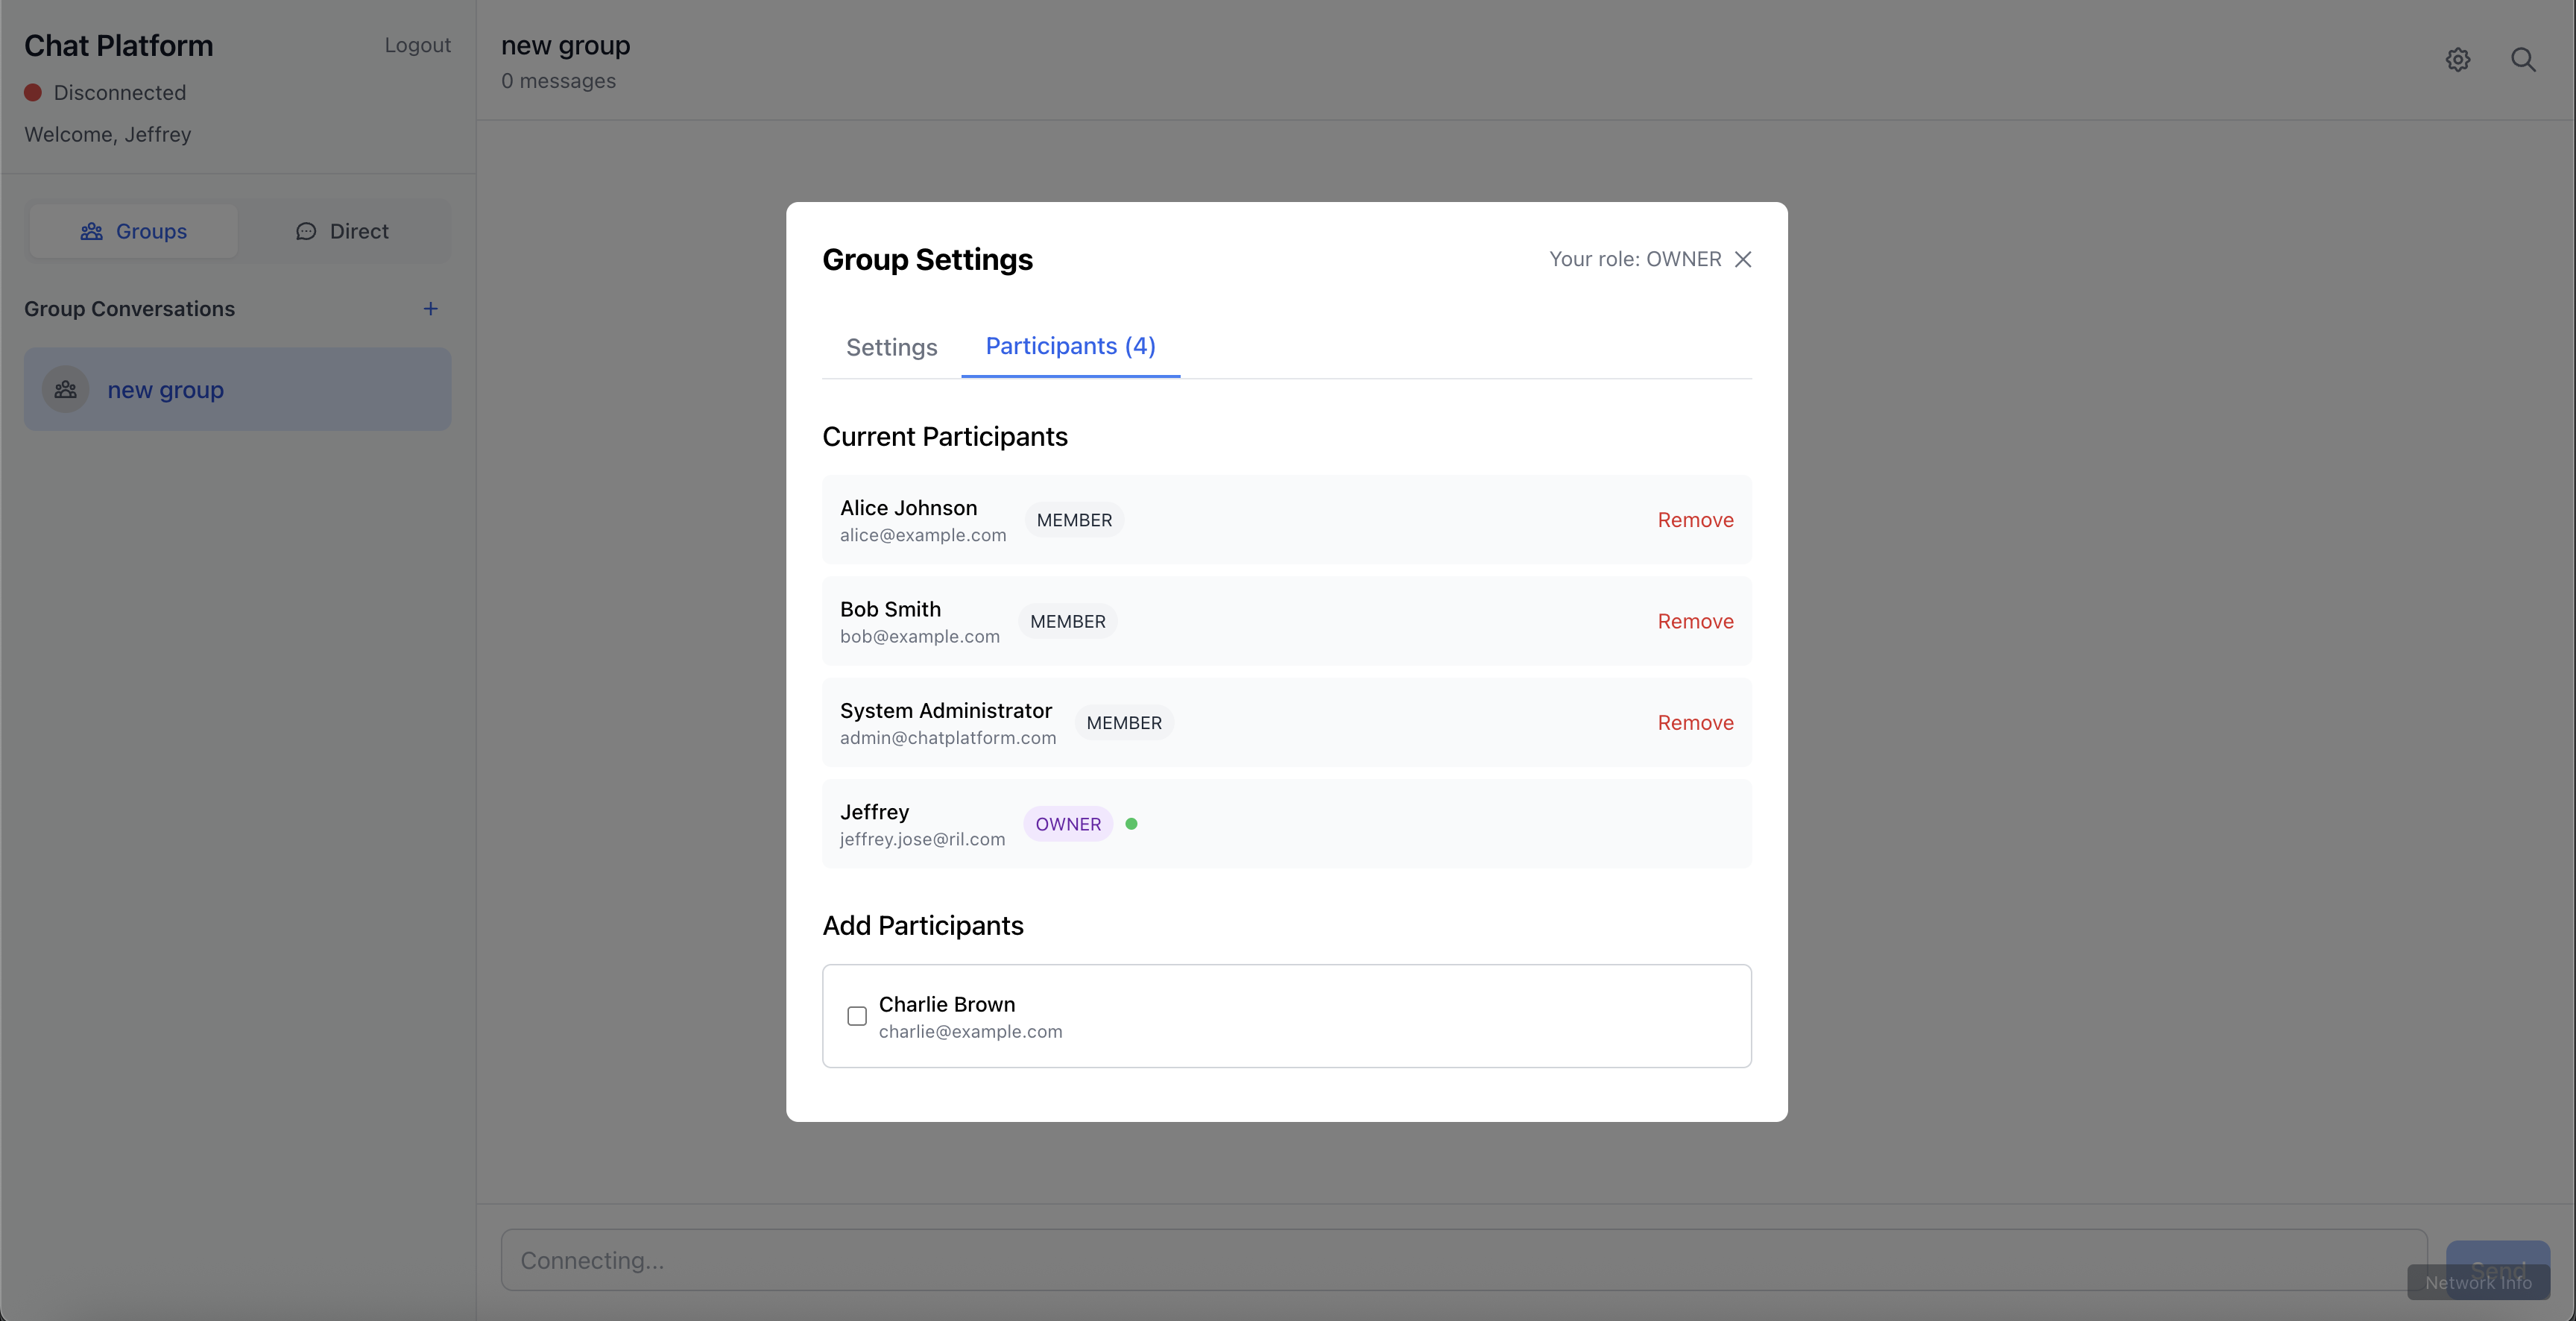 Chat Platform
Logout
Disconnected
Welcome, Jeffrey
Groups
Direct
Group Conversations
+
new group
new group
0 messages
Group Settings
Your role: OWNER
Settings
Participants (4)
Current Participants
Alice Johnson
alice@example.com
MEMBER
Remove
Bob Smith
bob@example.com
MEMBER
Remove
System Administrator
admin@chatplatform.com
MEMBER
Remove
Jeffrey
jeffrey.jose@ril.com
OWNER
Add Participants
Charlie Brown
charlie@example.com
Connecting...
Send
Network Info